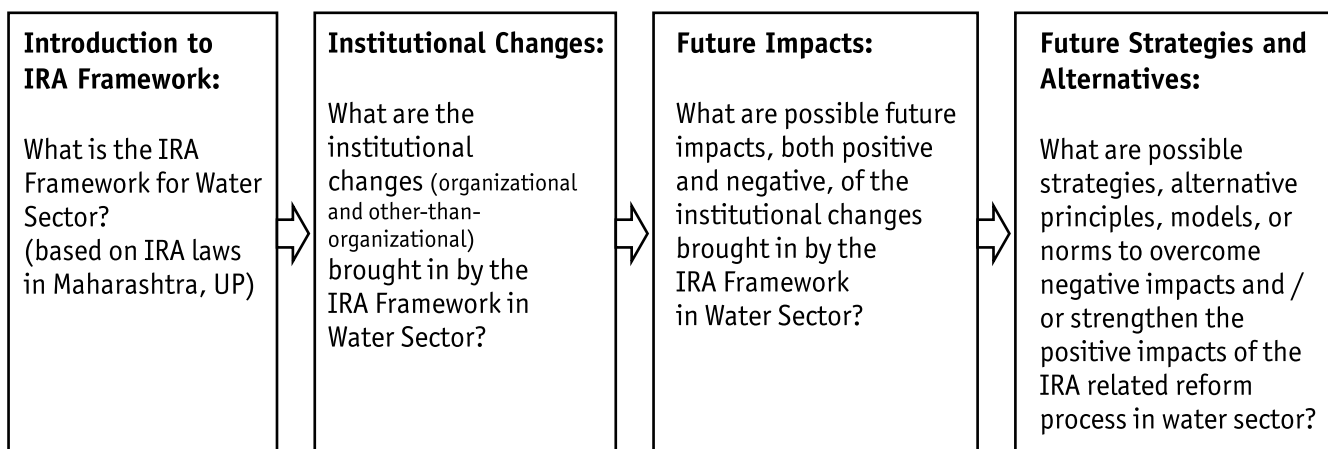 Introduction to
IRA Framework:
What is the IRA
Framework for Water
Sector?
(based on IRA laws
in Maharashtra, UP)
Institutional Changes:
What are the
institutional
changes (organizational
and other-than-
organizational)
brought in by the
IRA Framework in
Water Sector?
Future Impacts:
What are possible future
impacts, both positive
and negative, of the
institutional changes
brought in by the
IRA Framework
in Water Sector?
Future Strategies and
Alternatives:
What are possible
strategies, alternative
principles, models, or
norms to overcome
negative impacts and /
or strengthen the
positive impacts of the
IRA related reform
process in water sector?